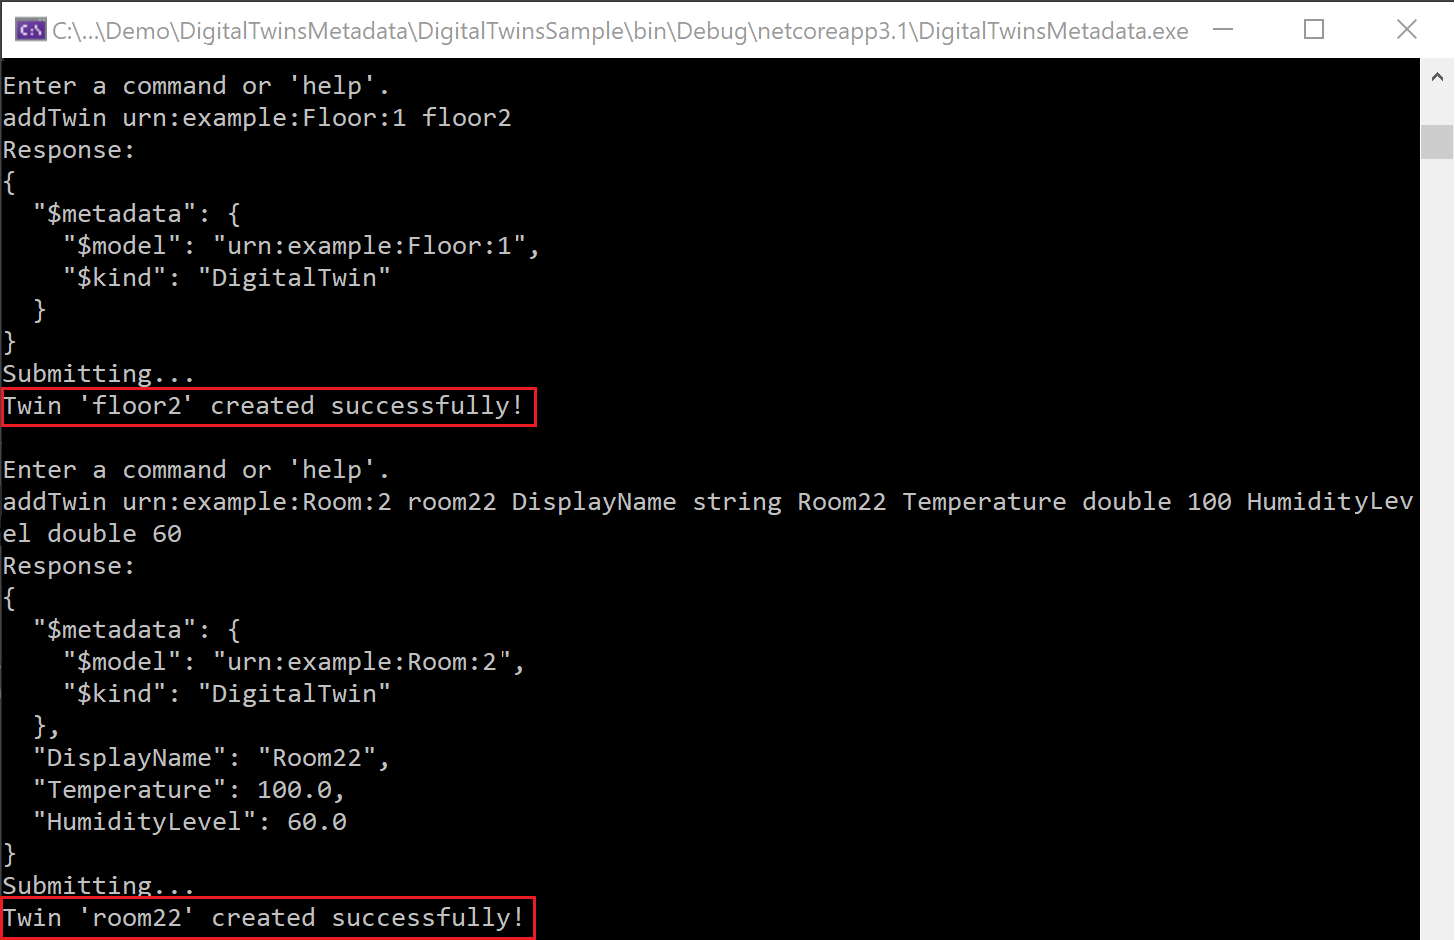 C:\...\Demo\DigitalTwinsMetadata\DigitalTwinsSample\bin\Debug\netcoreapp3.1\DigitalTwinsMetadata.exe
Enter a command or 'help'.
addTwin urn:example:Floor:1 floor2
Response:
{
  "$metadata": {
    "$model": "urn:example:Floor:1",
    "$kind": "DigitalTwin"
  }
}
Submitting...
Twin 'floor2' created successfully!
Enter a command or 'help'.
addTwin urn:example:Room:2 room22 DisplayName string Room22 Temperature double 100 HumidityLev
el double 60
Response:
{
  "$metadata": {
    "$model": "urn:example:Room:2",
    "$kind": "DigitalTwin"
  },
  "DisplayName": "Room22",
  "Temperature": 100.0,
  "HumidityLevel": 60.0
}
Submitting...
Twin 'room22' created successfully!